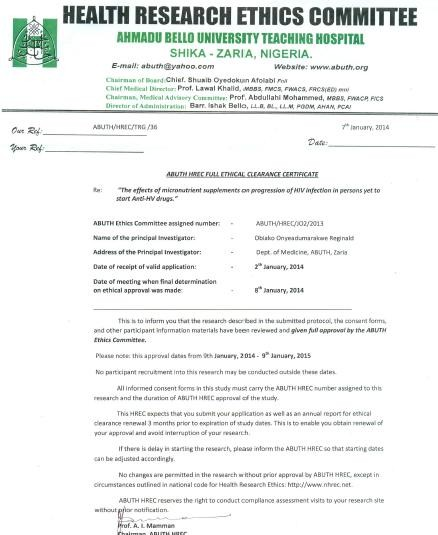 HEALTH RESEARCH ETHICS COMMITTEE
AHMADU BELLO UNIVERSITY TEACHING HOSPITAL
SHIKA - ZARIA, NIGERIA.
E-mail: abuth@yahoo.com Website: www.abuth.org
Chairman of Board: Chief. Shuaib Oyedokun Afolabi Fnil
Chief Medical Director: Prof. Lawal Khalid, MBBS, FMCS, FWACS, FRCS(ED) mni
Chairman, Medical Advisory Committee: Prof. Abdullahi Mohammed, MBBS, FWACP, FICS
Director of Administration: Barr. Ishak Bello, LL.B, BL., LL.M, PGDM, AHAN, PCAI
Our Ref: ABUTH/HREC/TRG /36 7th January, 2014
Your Ref: Date:
ABUTH HREC FULL ETHICAL CLEARANCE CERTIFICATE
Re: "The effects of micronutrient supplements on progression of HIV infection in persons yet to
start Anti-HV drugs."
ABUTH Ethics Committee assigned number: - ABUTH/HREC/JO2/2013
Name of the principal Investigator: - Obiako Onyeadumarakwe Reginald
Address of the Principal Investigator: - Dept. of Medicine, ABUTH, Zaria
Date of receipt of valid application: - 2nd January, 2014
Date of meeting when final determination
on ethical approval was made: - 8th January, 2014
This is to inform you that the research described in the submitted protocol, the consent forms,
and other participant information materials have been reviewed and given full approval by the ABUTH
Ethics Committee.
Please note: this approval dates from 9th January, 2014 - 9th January, 2015
No participant recruitment into this research may be conducted outside these dates.
All informed consent forms in this study must carry the ABUTH HREC number assigned to this
research and the duration of ABUTH HREC approval of the study.
This HREC expects that you submit your application as well as an annual report for ethical
clearance renewal 3 months prior to expiration of study dates. This is to enable you obtain renewal of
your approval and avoid interruption of your research.
If there is delay in starting the research, please inform the ABUTH HREC so that starting dates
can be adjusted accordingly.
No changes are permitted in the research without prior approval by ABUTH HREC, except in
circumstances outlined in national code for Health Research Ethics: http://www.nhrec.net.
ABUTH HREC reserves the right to conduct compliance assessment visits to your research site
without prior notification.
Prof. A. I. Mamman
Chairman, ABUTH HREC